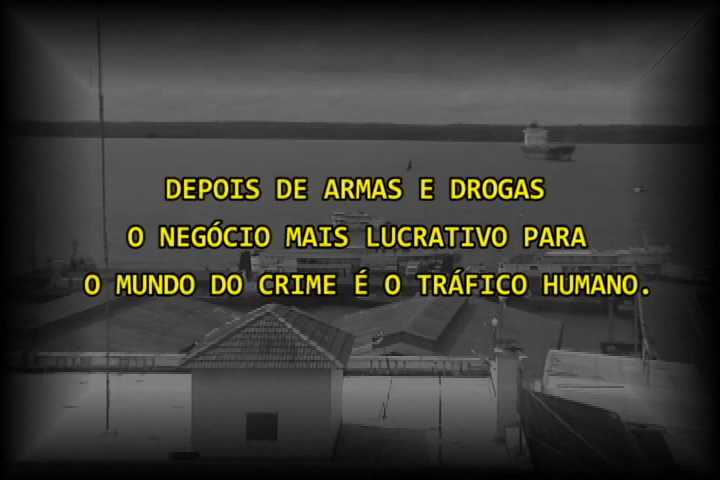 DEPOIS DE ARMAS E DROGAS
O NEGÓCIO MAIS LUCRATIVO PARA
O MUNDO DO CRIME É O TRÁFICO HUMANO.